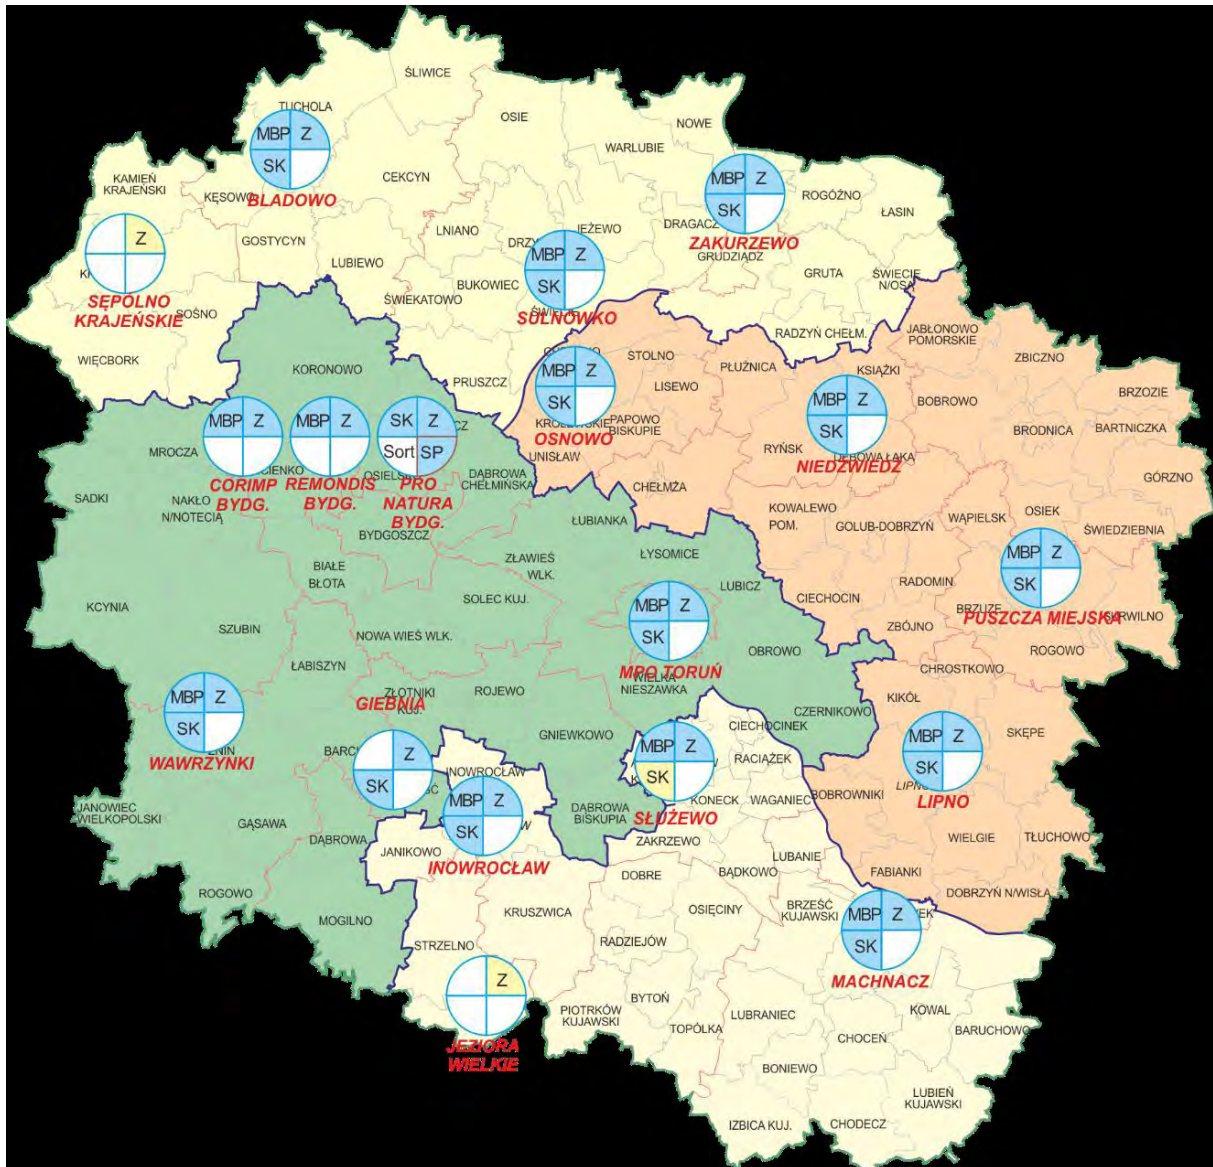 ŚLIWICE
TUCHOLA
OSIE
NOWE
MBP Z
WARLUBIE
SK
BLADOWO
KAMIEŃ
KRAJEŃSKI
KĘSOWO
CEKCYN
MBP Z
ROGÓŹNO
SK
ŁASIN
DRAGACZ
ZAKURZEWO
GRUDZIĄDZ
LNIANO
JEŻEWO
GOSTYCYN
Z
MBP Z
LUBIEWO
BUKOWIEC
SK
GRUTA
ŚWIECIE
N/OSĄ
ŚWIEKATOWO
SULNÓWKO
SĘPÓLNO
KRAJEŃSKIE
SOŚNO
RADZYŃ CHEŁM.
JABŁONOWO
POMORSKIE
WIĘCBORK
STOLNO
ZBICZNO
PRUSZCZ
MBP Z
LISEWO
PŁUŻNICA
KSIĄŻKI
KORONOWO
SK
BOBROWO
BRZOZIE
MBP Z
PAPOWO
BISKUPIE
OSNOWO
SK
BRODNICA
BARTNICZKA
MBP Z
MBP Z
SK Z
Sort SP
MROCZA
UNISŁAW
RYŃSK
NIEDŹWIEDŹ
CORIMP
BYDG.
REMONDIS
BYDG.
PRO
NATURA
BYDG.
DĄBROWA
CHEŁMIŃSKA
CHEŁMŻA
GÓRZNO
SADKI
NAKŁO
N/NOTECIĄ
KOWALEWO
POM.
GOLUB-DOBRZYŃ
WĄPIELSK
OSIEK
ŚWIEDZIEBNIA
ŁUBIANKA
BYDGOSZCZ
ZŁAWIEŚ
WLK.
ŁYSOMICE
BIAŁE
BŁOTA
LUBICZ
MBP Z
RADOMIN
SK
SOLEC KUJ.
MBP Z
CIECHOCIN
KCYNIA
SK
BRZUZE
PUSZCZA MIEJSKA
ZBÓJNO
SZUBIN
NOWA WIEŚ WLK.
OBROWO
ROGOWO
ŁABISZYN
MPO TORUŃ
WIELKA
NIESZAWKA
CHROSTKOWO
KIKÓŁ
ZŁOTNIKI
KUJ.
GIEBNIA
ROJEWO
MBP Z
SK
CZERNIKOWO
SKĘPE
CIECHOCINEK
GNIEWKOWO
MBP Z
SK
MBP Z
SK
WAWRZYNKI
Z
SK
RACIĄŻEK
INOWROCŁAW
LIPNO
KONECK
WAGANIEC
BOBROWNIKI
LIPNO
JANOWIEC
WIELKOPOLSKI
MBP Z
SK
DĄBROWA
BISKUPIA
SŁUŻEWO
GĄSAWA
DĄBROWA
ZAKRZEWO
WIELGIE
TŁUCHOWO
JANIKOWO
INOWROCŁAW
LUBANIE
DOBRE
BĄDKOWO
FABIANKI
ROGOWO
DOBRZYŃ N/WISŁĄ
MOGILNO
KRUSZWICA
OSIĘCINY
BRZEŚĆ
KUJAWSKI
MBP Z
SK
STRZELNO
RADZIEJÓW
MACHNACZ
Z
BYTOŃ
PIOTRKÓW
KUJAWSKI
KOWAL
LUBRANIEC
TOPÓLKA
BARUCHOWO
CHOCEŃ
JEZIORA
WIELKIE
BONIEWO
LUBIEŃ
KUJAWSKI
IZBICA KUJ.
CHODECZ